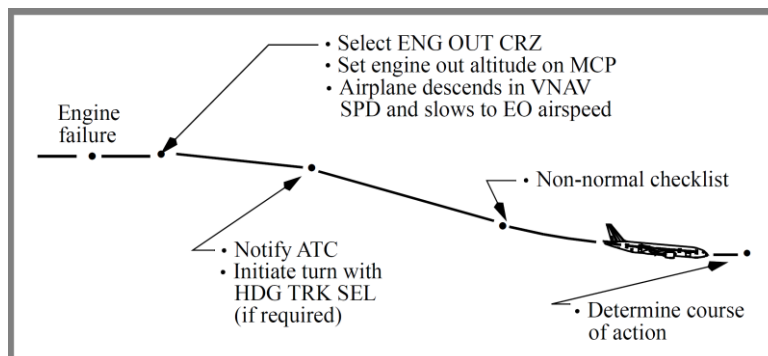 • Select ENG OUT CRZ
• Set engine out altitude on MCP
• Airplane descends in VNAV
SPD and slows to EO airspeed
Engine
failure
• Non-normal checklist
• Notify ATC
• Initiate turn with
HDG TRK SEL
(if required)
• Determine course
of action